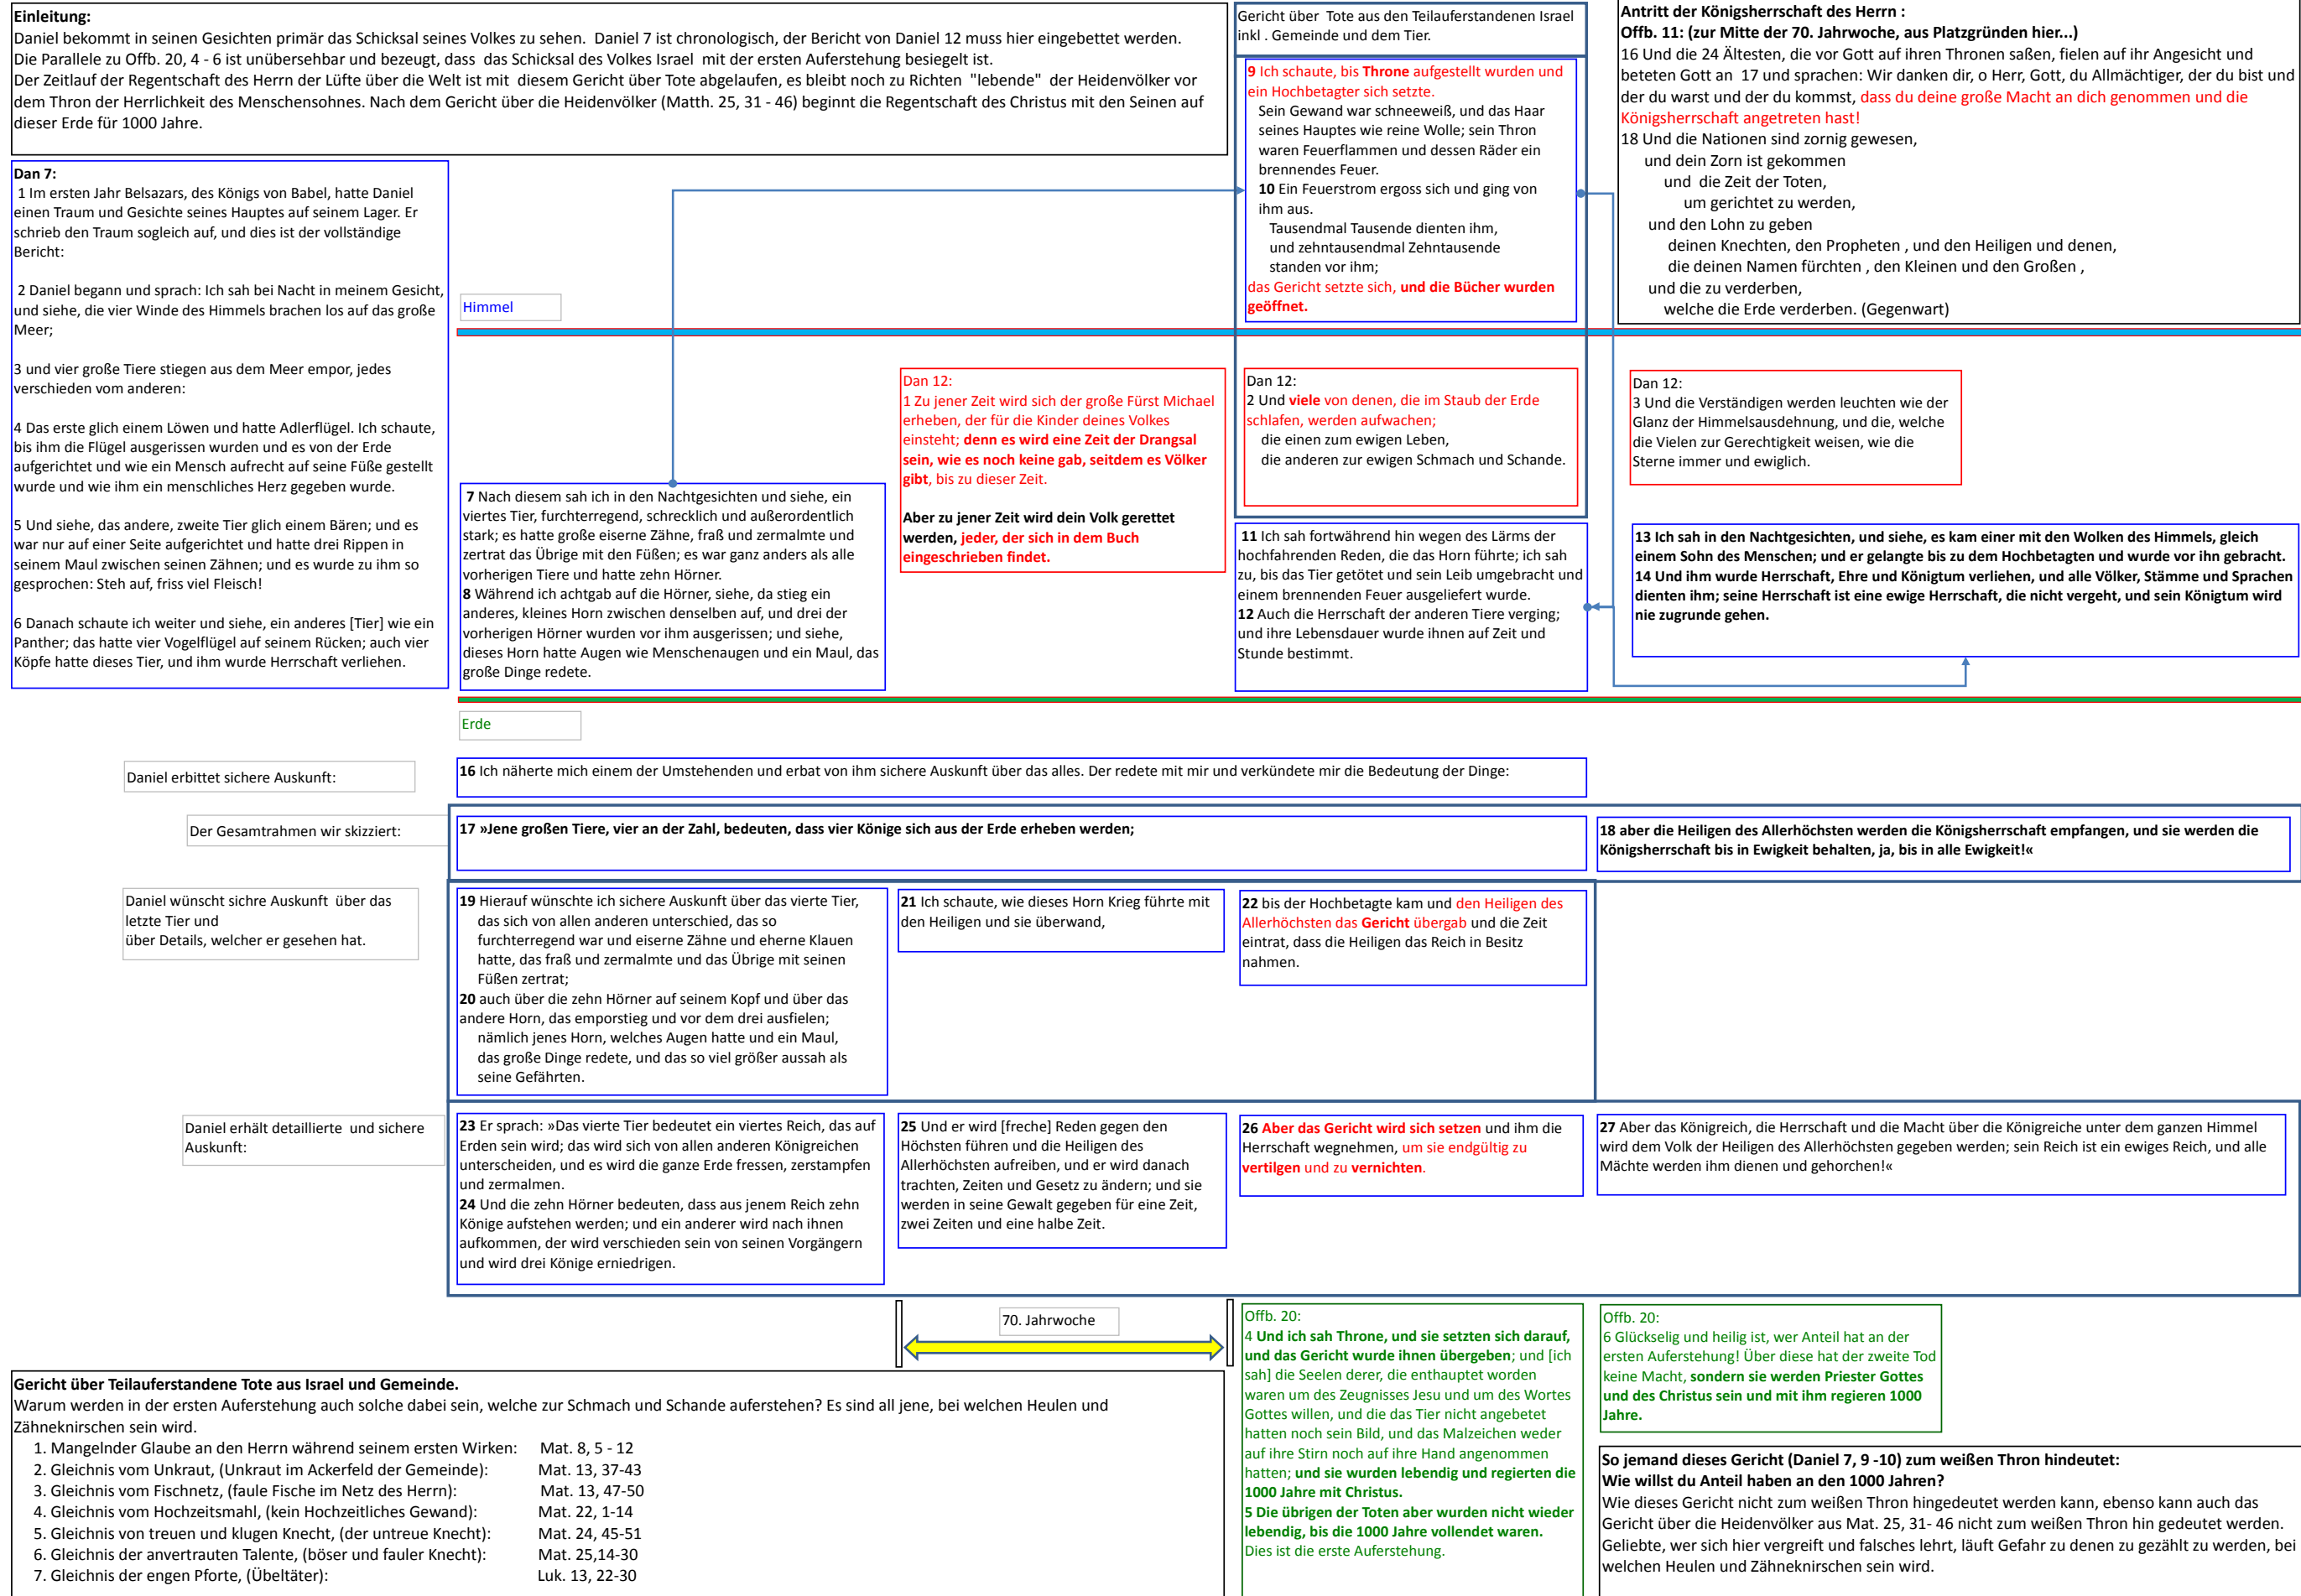 Einleitung:
Daniel bekommt in seinen Gesichten primär das Schicksal seines Volkes zu sehen. Daniel 7 ist chronologisch, der Bericht von Daniel 12 muss hier eingebettet werden.
Die Parallele zu Offb. 20, 4 - 6 ist unübersehbar und bezeugt, dass das Schicksal des Volkes Israel mit der ersten Auferstehung besiegelt ist.
Der Zeitlauf der Regentschaft des Herrn der Lüfte über die Welt ist mit diesem Gericht über Tote abgelaufen, es bleibt noch zu Richten "lebende" der Heidenvölker vor
dem Thron der Herrlichkeit des Menschensohnes. Nach dem Gericht über die Heidenvölker (Matth. 25, 31 - 46) beginnt die Regentschaft des Christus mit den Seinen auf
dieser Erde für 1000 Jahre.
Gericht über Tote aus den Teilauferstandenen Israel
inkl . Gemeinde und dem Tier.
9 Ich schaute, bis Throne aufgestellt wurden und
ein Hochbetagter sich setzte.
Sein Gewand war schneeweiß, und das Haar
seines Hauptes wie reine Wolle; sein Thron
waren Feuerflammen und dessen Räder ein
brennendes Feuer.
10 Ein Feuerstrom ergoss sich und ging von
ihm aus.
Tausendmal Tausende dienten ihm,
und zehntausendmal Zehntausende
standen vor ihm;
das Gericht setzte sich, und die Bücher wurden
geöffnet.
Antritt der Königsherrschaft des Herrn :
Offb. 11: (zur Mitte der 70. Jahrwoche, aus Platzgründen hier...)
16 Und die 24 Ältesten, die vor Gott auf ihren Thronen saßen, fielen auf ihr Angesicht und
beteten Gott an 17 und sprachen: Wir danken dir, o Herr, Gott, du Allmächtiger, der du bist und
der du warst und der du kommst, dass du deine große Macht an dich genommen und die
Königsherrschaft angetreten hast!
18 Und die Nationen sind zornig gewesen,
und dein Zorn ist gekommen
und die Zeit der Toten,
um gerichtet zu werden,
und den Lohn zu geben
deinen Knechten, den Propheten , und den Heiligen und denen,
die deinen Namen fürchten , den Kleinen und den Großen ,
und die zu verderben,
welche die Erde verderben. (Gegenwart)
Dan 7:
1 Im ersten Jahr Belsazars, des Königs von Babel, hatte Daniel
einen Traum und Gesichte seines Hauptes auf seinem Lager. Er
schrieb den Traum sogleich auf, und dies ist der vollständige
Bericht:
2 Daniel begann und sprach: Ich sah bei Nacht in meinem Gesicht,
und siehe, die vier Winde des Himmels brachen los auf das große
Meer;
3 und vier große Tiere stiegen aus dem Meer empor, jedes
verschieden vom anderen:
4 Das erste glich einem Löwen und hatte Adlerflügel. Ich schaute,
bis ihm die Flügel ausgerissen wurden und es von der Erde
aufgerichtet und wie ein Mensch aufrecht auf seine Füße gestellt
wurde und wie ihm ein menschliches Herz gegeben wurde.
5 Und siehe, das andere, zweite Tier glich einem Bären; und es
war nur auf einer Seite aufgerichtet und hatte drei Rippen in
seinem Maul zwischen seinen Zähnen; und es wurde zu ihm so
gesprochen: Steh auf, friss viel Fleisch!
6 Danach schaute ich weiter und siehe, ein anderes [Tier] wie ein
Panther; das hatte vier Vogelflügel auf seinem Rücken; auch vier
Köpfe hatte dieses Tier, und ihm wurde Herrschaft verliehen.
Himmel
7 Nach diesem sah ich in den Nachtgesichten und siehe, ein
viertes Tier, furchterregend, schrecklich und außerordentlich
stark; es hatte große eiserne Zähne, fraß und zermalmte und
zertrat das Übrige mit den Füßen; es war ganz anders als alle
vorherigen Tiere und hatte zehn Hörner.
8 Während ich achtgab auf die Hörner, siehe, da stieg ein
anderes, kleines Horn zwischen denselben auf, und drei der
vorherigen Hörner wurden vor ihm ausgerissen; und siehe,
dieses Horn hatte Augen wie Menschenaugen und ein Maul, das
große Dinge redete.
Dan 12:
1 Zu jener Zeit wird sich der große Fürst Michael
erheben, der für die Kinder deines Volkes
einsteht; denn es wird eine Zeit der Drangsal
sein, wie es noch keine gab, seitdem es Völker
gibt, bis zu dieser Zeit.
Aber zu jener Zeit wird dein Volk gerettet
werden, jeder, der sich in dem Buch
eingeschrieben findet.
Dan 12:
2 Und viele von denen, die im Staub der Erde
schlafen, werden aufwachen;
die einen zum ewigen Leben,
die anderen zur ewigen Schmach und Schande.
Dan 12:
3 Und die Verständigen werden leuchten wie der
Glanz der Himmelsausdehnung, und die, welche
die Vielen zur Gerechtigkeit weisen, wie die
Sterne immer und ewiglich.
11 Ich sah fortwährend hin wegen des Lärms der
hochfahrenden Reden, die das Horn führte; ich sah
zu, bis das Tier getötet und sein Leib umgebracht und
einem brennenden Feuer ausgeliefert wurde.
12 Auch die Herrschaft der anderen Tiere verging;
und ihre Lebensdauer wurde ihnen auf Zeit und
Stunde bestimmt.
13 Ich sah in den Nachtgesichten, und siehe, es kam einer mit den Wolken des Himmels, gleich
einem Sohn des Menschen; und er gelangte bis zu dem Hochbetagten und wurde vor ihn gebracht.
14 Und ihm wurde Herrschaft, Ehre und Königtum verliehen, und alle Völker, Stämme und Sprachen
dienten ihm; seine Herrschaft ist eine ewige Herrschaft, die nicht vergeht, und sein Königtum wird
nie zugrunde gehen.
Erde
Daniel erbittet sichere Auskunft:
16 Ich näherte mich einem der Umstehenden und erbat von ihm sichere Auskunft über das alles. Der redete mit mir und verkündete mir die Bedeutung der Dinge:
Der Gesamtrahmen wir skizziert:
17 »Jene großen Tiere, vier an der Zahl, bedeuten, dass vier Könige sich aus der Erde erheben werden;
18 aber die Heiligen des Allerhöchsten werden die Königsherrschaft empfangen, und sie werden die
Königsherrschaft bis in Ewigkeit behalten, ja, bis in alle Ewigkeit!«
Daniel wünscht sichre Auskunft über das
letzte Tier und
über Details, welcher er gesehen hat.
19 Hierauf wünschte ich sichere Auskunft über das vierte Tier,
das sich von allen anderen unterschied, das so
furchterregend war und eiserne Zähne und eherne Klauen
hatte, das fraß und zermalmte und das Übrige mit seinen
Füßen zertrat;
20 auch über die zehn Hörner auf seinem Kopf und über das
andere Horn, das emporstieg und vor dem drei ausfielen;
nämlich jenes Horn, welches Augen hatte und ein Maul,
das große Dinge redete, und das so viel größer aussah als
seine Gefährten.
21 Ich schaute, wie dieses Horn Krieg führte mit
den Heiligen und sie überwand,
22 bis der Hochbetagte kam und den Heiligen des
Allerhöchsten das Gericht übergab und die Zeit
eintrat, dass die Heiligen das Reich in Besitz
nahmen.
Daniel erhält detaillierte und sichere
Auskunft:
23 Er sprach: »Das vierte Tier bedeutet ein viertes Reich, das auf
Erden sein wird; das wird sich von allen anderen Königreichen
unterscheiden, und es wird die ganze Erde fressen, zerstampfen
und zermalmen.
24 Und die zehn Hörner bedeuten, dass aus jenem Reich zehn
Könige aufstehen werden; und ein anderer wird nach ihnen
aufkommen, der wird verschieden sein von seinen Vorgängern
und wird drei Könige erniedrigen.
25 Und er wird [freche] Reden gegen den
Höchsten führen und die Heiligen des
Allerhöchsten aufreiben, und er wird danach
trachten, Zeiten und Gesetz zu ändern; und sie
werden in seine Gewalt gegeben für eine Zeit,
zwei Zeiten und eine halbe Zeit.
26 Aber das Gericht wird sich setzen und ihm die
Herrschaft wegnehmen, um sie endgültig zu
vertilgen und zu vernichten.
27 Aber das Königreich, die Herrschaft und die Macht über die Königreiche unter dem ganzen Himmel
wird dem Volk der Heiligen des Allerhöchsten gegeben werden; sein Reich ist ein ewiges Reich, und alle
Mächte werden ihm dienen und gehorchen!«
70. Jahrwoche
Offb. 20:
4 Und ich sah Throne, und sie setzten sich darauf,
und das Gericht wurde ihnen übergeben; und [ich
sah] die Seelen derer, die enthauptet worden
waren um des Zeugnisses Jesu und um des Wortes
Gottes willen, und die das Tier nicht angebetet
hatten noch sein Bild, und das Malzeichen weder
auf ihre Stirn noch auf ihre Hand angenommen
hatten; und sie wurden lebendig und regierten die
1000 Jahre mit Christus.
5 Die übrigen der Toten aber wurden nicht wieder
lebendig, bis die 1000 Jahre vollendet waren.
Dies ist die erste Auferstehung.
Offb. 20:
6 Glückselig und heilig ist, wer Anteil hat an der
ersten Auferstehung! Über diese hat der zweite Tod
keine Macht, sondern sie werden Priester Gottes
und des Christus sein und mit ihm regieren 1000
Jahre.
Gericht über Teilauferstandene Tote aus Israel und Gemeinde.
Warum werden in der ersten Auferstehung auch solche dabei sein, welche zur Schmach und Schande auferstehen? Es sind all jene, bei welchen Heulen und
Zähneknirschen sein wird.
1. Mangelnder Glaube an den Herrn während seinem ersten Wirken: Mat. 8, 5 - 12
2. Gleichnis vom Unkraut, (Unkraut im Ackerfeld der Gemeinde): Mat. 13, 37-43
3. Gleichnis vom Fischnetz, (faule Fische im Netz des Herrn): Mat. 13, 47-50
4. Gleichnis vom Hochzeitsmahl, (kein Hochzeitliches Gewand): Mat. 22, 1-14
5. Gleichnis von treuen und klugen Knecht, (der untreue Knecht): Mat. 24, 45-51
6. Gleichnis der anvertrauten Talente, (böser und fauler Knecht): Mat. 25,14-30
7. Gleichnis der engen Pforte, (Übeltäter): Luk. 13, 22-30
So jemand dieses Gericht (Daniel 7, 9 -10) zum weißen Thron hindeutet:
Wie willst du Anteil haben an den 1000 Jahren?
Wie dieses Gericht nicht zum weißen Thron hingedeutet werden kann, ebenso kann auch das
Gericht über die Heidenvölker aus Mat. 25, 31- 46 nicht zum weißen Thron hin gedeutet werden.
Geliebte, wer sich hier vergreift und falsches lehrt, läuft Gefahr zu denen zu gezählt zu werden, bei
welchen Heulen und Zähneknirschen sein wird.